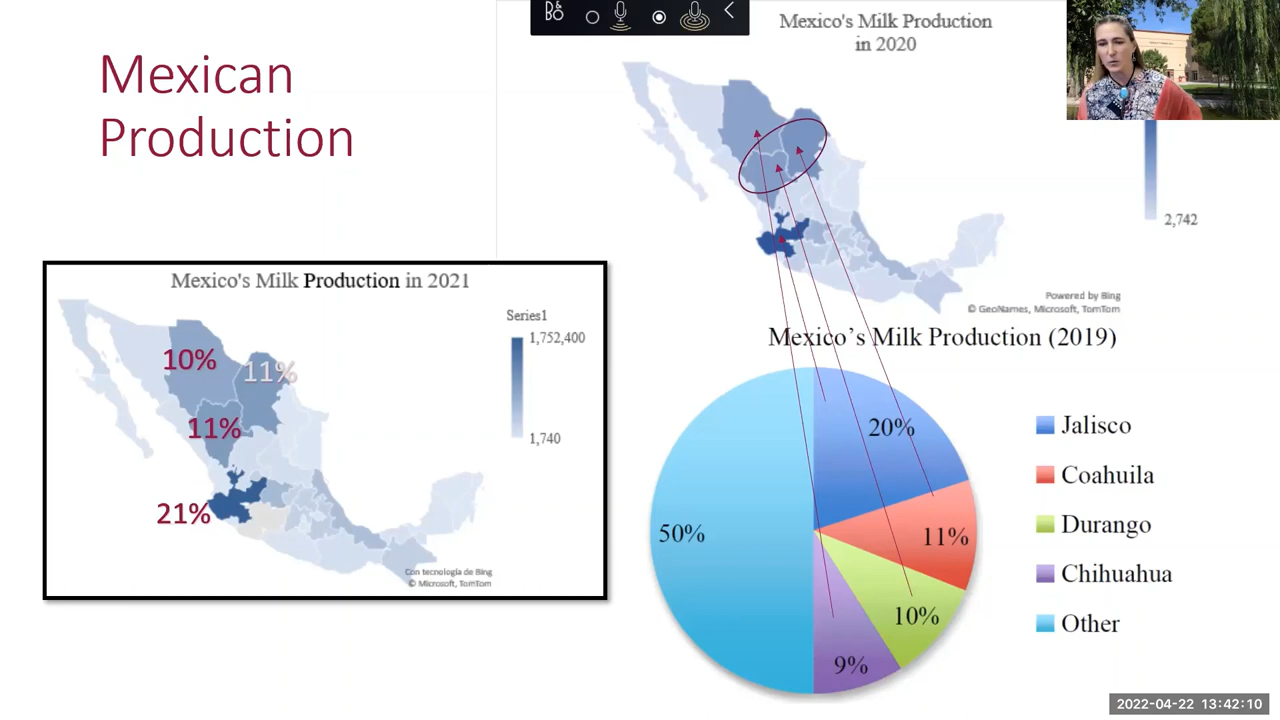 Mexican
Production
Mexico's Milk Production
in 2020
2,742
Powered by Bing
© GeoNames, Microsoft, TomTom
Mexico's Milk Production in 2021
Series1
1,752,400
1,740
10%
11%
11%
21%
Con tecnología de Bing
© Microsoft, TomTom
Mexico's Milk Production (2019)
20%
11%
10%
9%
50%
Jalisco
Coahuila
Durango
Chihuahua
Other
2022-04-22 13:42:10